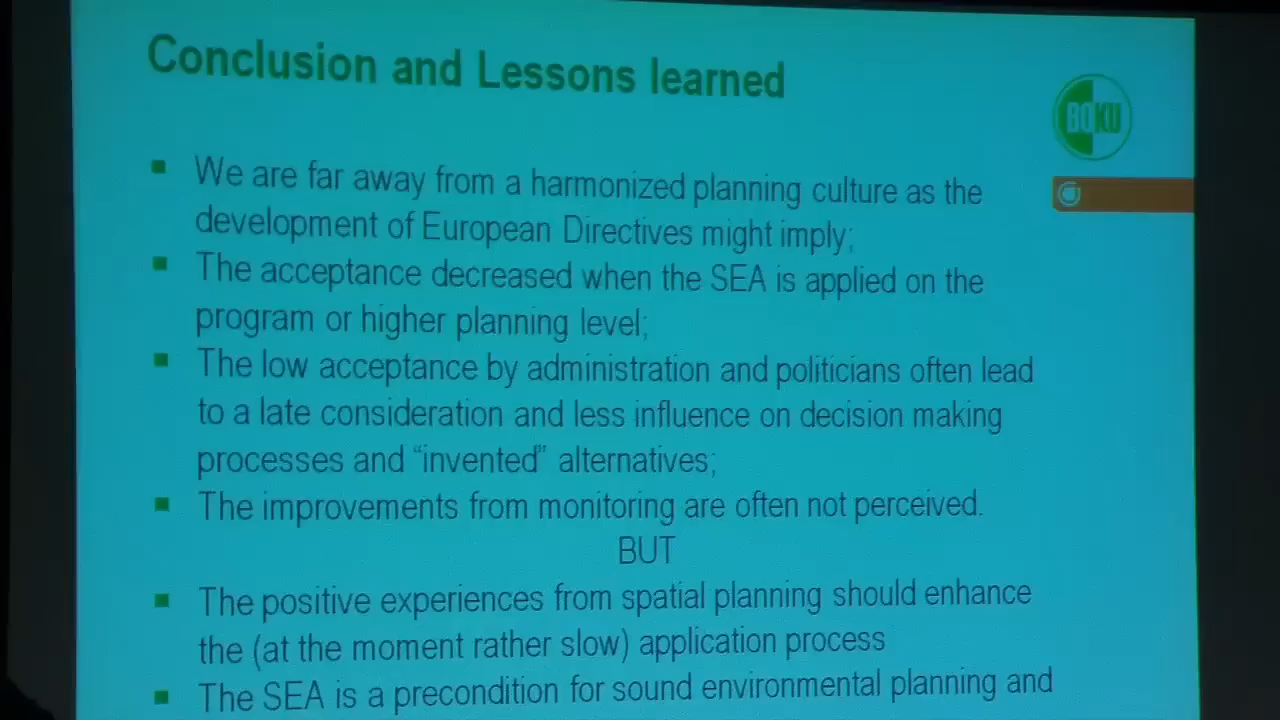 Conclusion and Lessons learned
BOKU
We are far away from a harmonized planning culture as the
development of European Directives might imply;
The acceptance decreased when the SEA is applied on the
program or higher planning level;
The low acceptance by administration and politicians often lead
to a late consideration and less influence on decision making
processes and “invented” alternatives;
The improvements from monitoring are often not perceived.
BUT
The positive experiences from spatial planning should enhance
the (at the moment rather slow) application process
The SEA is a precondition for sound environmental planning and